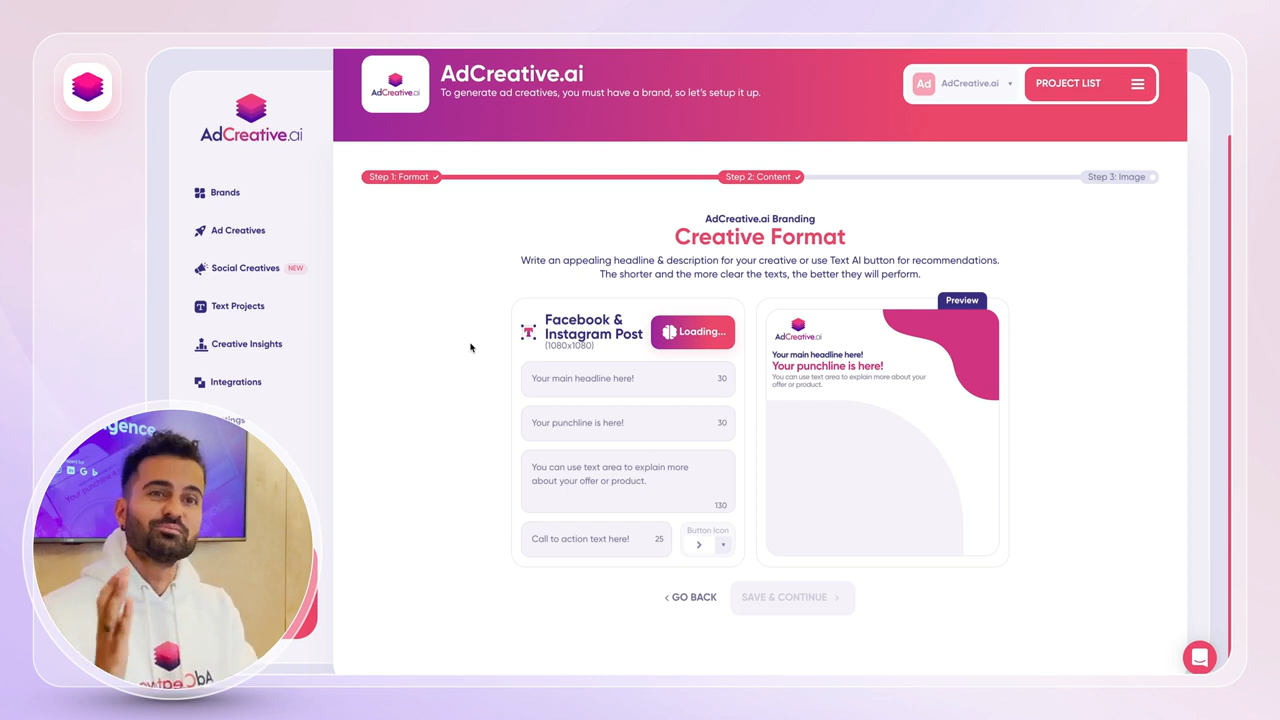 AdCreative.ai
Brands
Ad Creatives
Social Creatives NEW
Text Projects
Creative Insights
Integrations
AdCreative.ai
AdCreative.ai
To generate ad creatives, you must have a brand, so let's setup it up.
Ad AdCreative.ai
PROJECT LIST
Step 1: Format
Step 2: Content
Step 3: Image
AdCreative.ai Branding
Creative Format
Write an appealing headline & description for your creative or use Text AI button for recommendations.
The shorter and the more clear the texts, the better they will perform.
Facebook &
Instagram Post
(1080x1080)
Loading...
Your main headline here! 30
Your punchline is here! 30
You can use text area to explain more
about your offer or product.
130
Call to action text here! 25
Button Icon
Preview
AdCreative.ai
Your main headline here!
Your punchline is here!
You can use text area to explain more about your
offer or product.
GO BACK
SAVE & CONTINUE